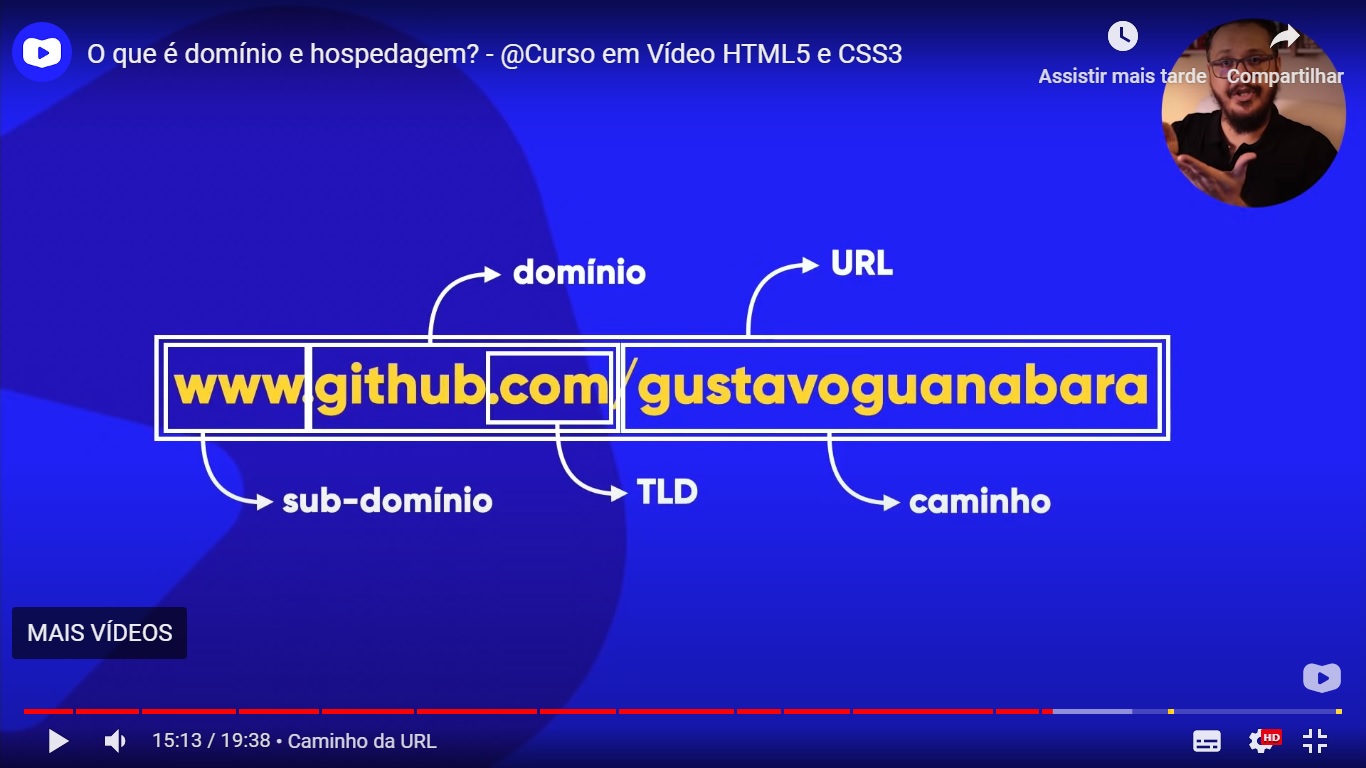 O que é domínio e hospedagem? - @Curso em Vídeo HTML5 e CSS3
Assistir mais tarde
Compartilhar
domínio
URL
www.github.com/gustavoguanabara
sub-domínio
TLD
caminho
MAIS VÍDEOS
15:13 / 19:38 • Caminho da URL
HD